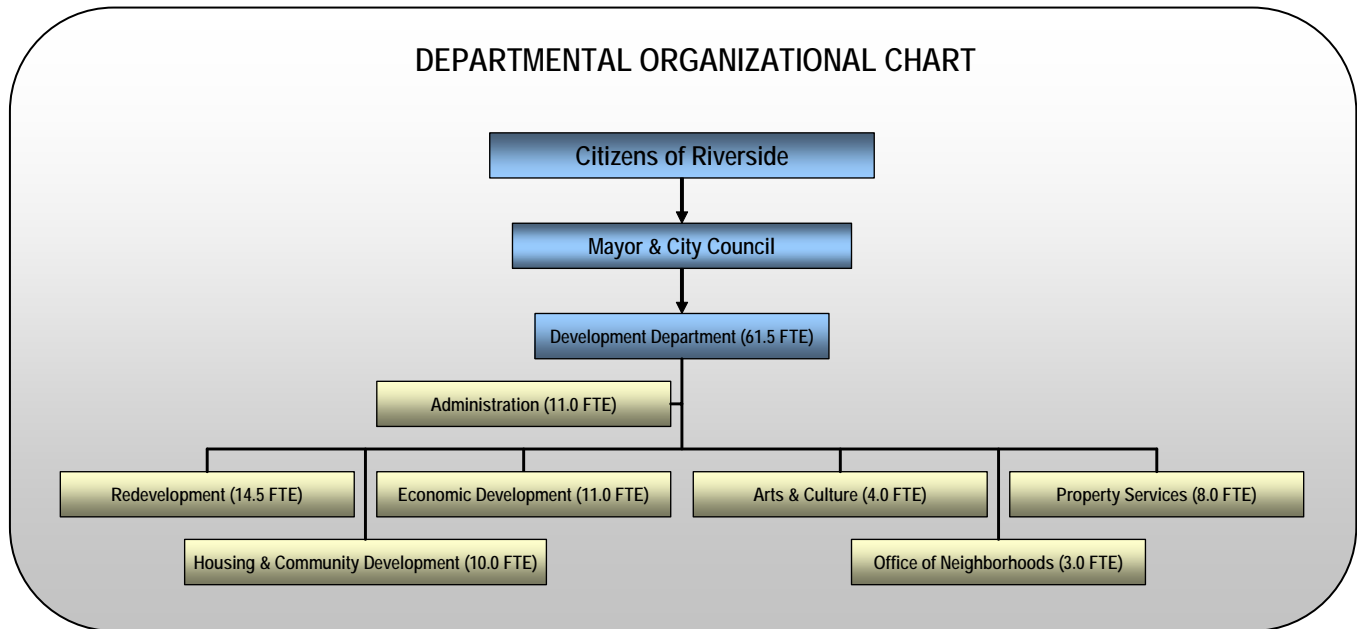 DEPARTMENTAL ORGANIZATIONAL CHART
Citizens of Riverside
Mayor & City Council
Development Department (61.5 FTE)
Administration (11.0 FTE)
Redevelopment (14.5 FTE)
Economic Development (11.0 FTE)
Arts & Culture (4.0 FTE)
Property Services (8.0 FTE)
Housing & Community Development (10.0 FTE)
Office of Neighborhoods (3.0 FTE)